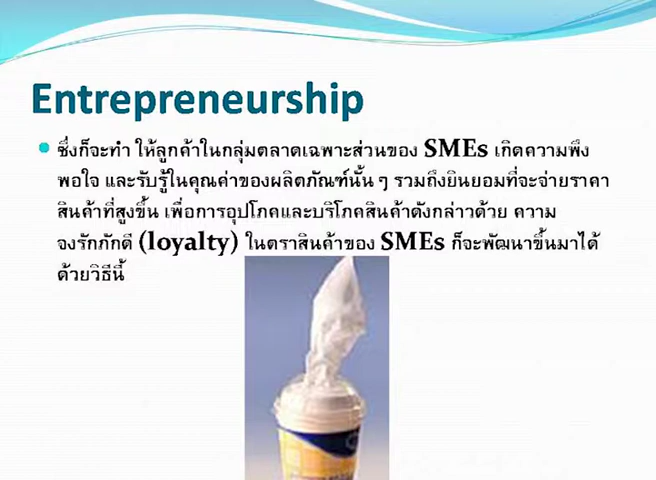 Entrepreneurship
ซึ่งก็จะทำ ให้ลูกค้าในกลุ่มตลาดเฉพาะส่วนของ SMEs เกิดความพึง
พอใจ และรับรู้ในคุณค่าของผลิตภัณฑ์นั้น ๆ รวมถึงยินยอมที่จะจ่ายราคา
สินค้าที่สูงขึ้น เพื่อการอุปโภคและบริโภคสินค้าดังกล่าวด้วย ความ
จงรักภักดี (loyalty) ในตราสินค้าของ SMEs ก็จะพัฒนาขึ้นมาได้
ด้วยวิธีนี้